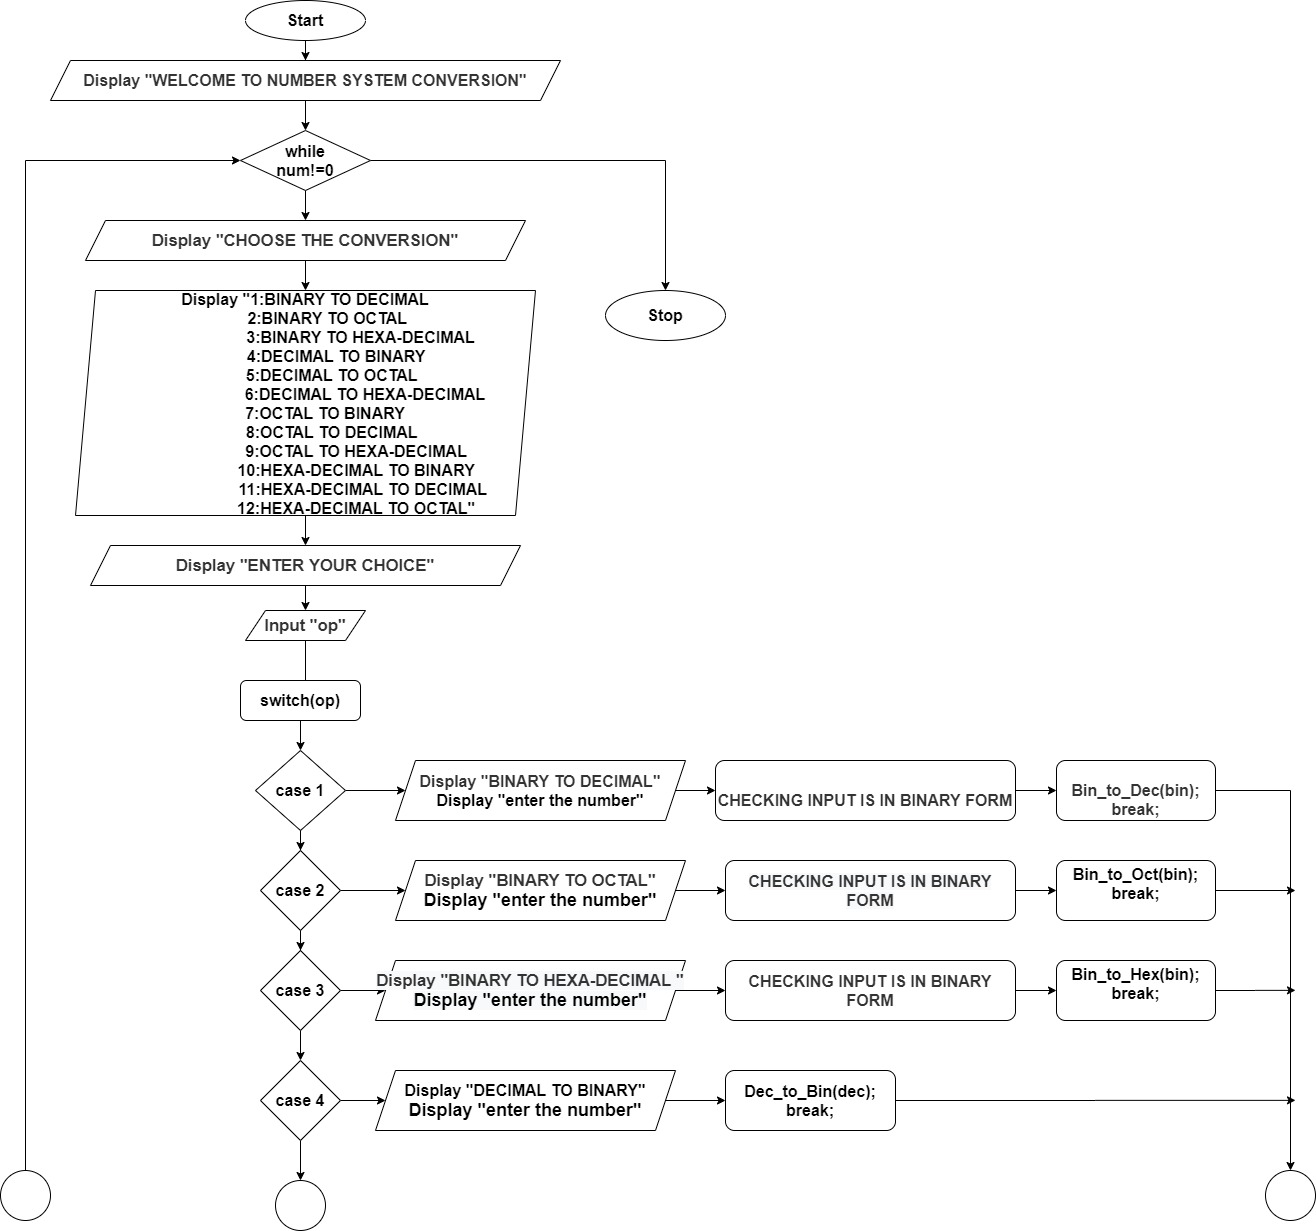 Start
Display "WELCOME TO NUMBER SYSTEM CONVERSION"
while
num!=0
Display "CHOOSE THE CONVERSION"
Display "1:BINARY TO DECIMAL
2:BINARY TO OCTAL
3:BINARY TO HEXA-DECIMAL
4:DECIMAL TO BINARY
5:DECIMAL TO OCTAL
6:DECIMAL TO HEXA-DECIMAL
7:OCTAL TO BINARY
8:OCTAL TO DECIMAL
9:OCTAL TO HEXA-DECIMAL
10:HEXA-DECIMAL TO BINARY
11:HEXA-DECIMAL TO DECIMAL
12:HEXA-DECIMAL TO OCTAL"
Stop
Display "ENTER YOUR CHOICE"
Input "op"
switch(op)
case 1
Display "BINARY TO DECIMAL"
Display "enter the number"
CHECKING INPUT IS IN BINARY FORM
Bin_to_Dec(bin);
break;
case 2
Display "BINARY TO OCTAL"
Display "enter the number"
CHECKING INPUT IS IN BINARY
FORM
Bin_to_Oct(bin);
break;
case 3
Display "BINARY TO HEXA-DECIMAL "
Display "enter the number"
CHECKING INPUT IS IN BINARY
FORM
Bin_to_Hex(bin);
break;
case 4
Display "DECIMAL TO BINARY"
Display "enter the number"
Dec_to_Bin(dec);
break;